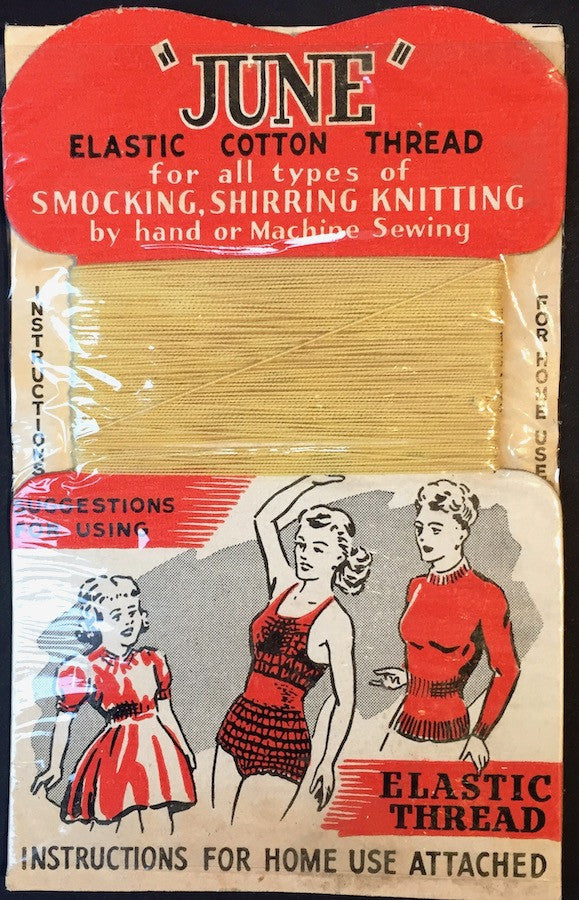 "JUNE"
ELASTIC COTTON THREAD
for all types of
SMOCKING, SHIRRING KNITTING
by hand or Machine Sewing
INSTRUCTIONS
FOR HOME USE
SUGGESTIONS
FOR USING
ELASTIC
THREAD
INSTRUCTIONS FOR HOME USE ATTACHED